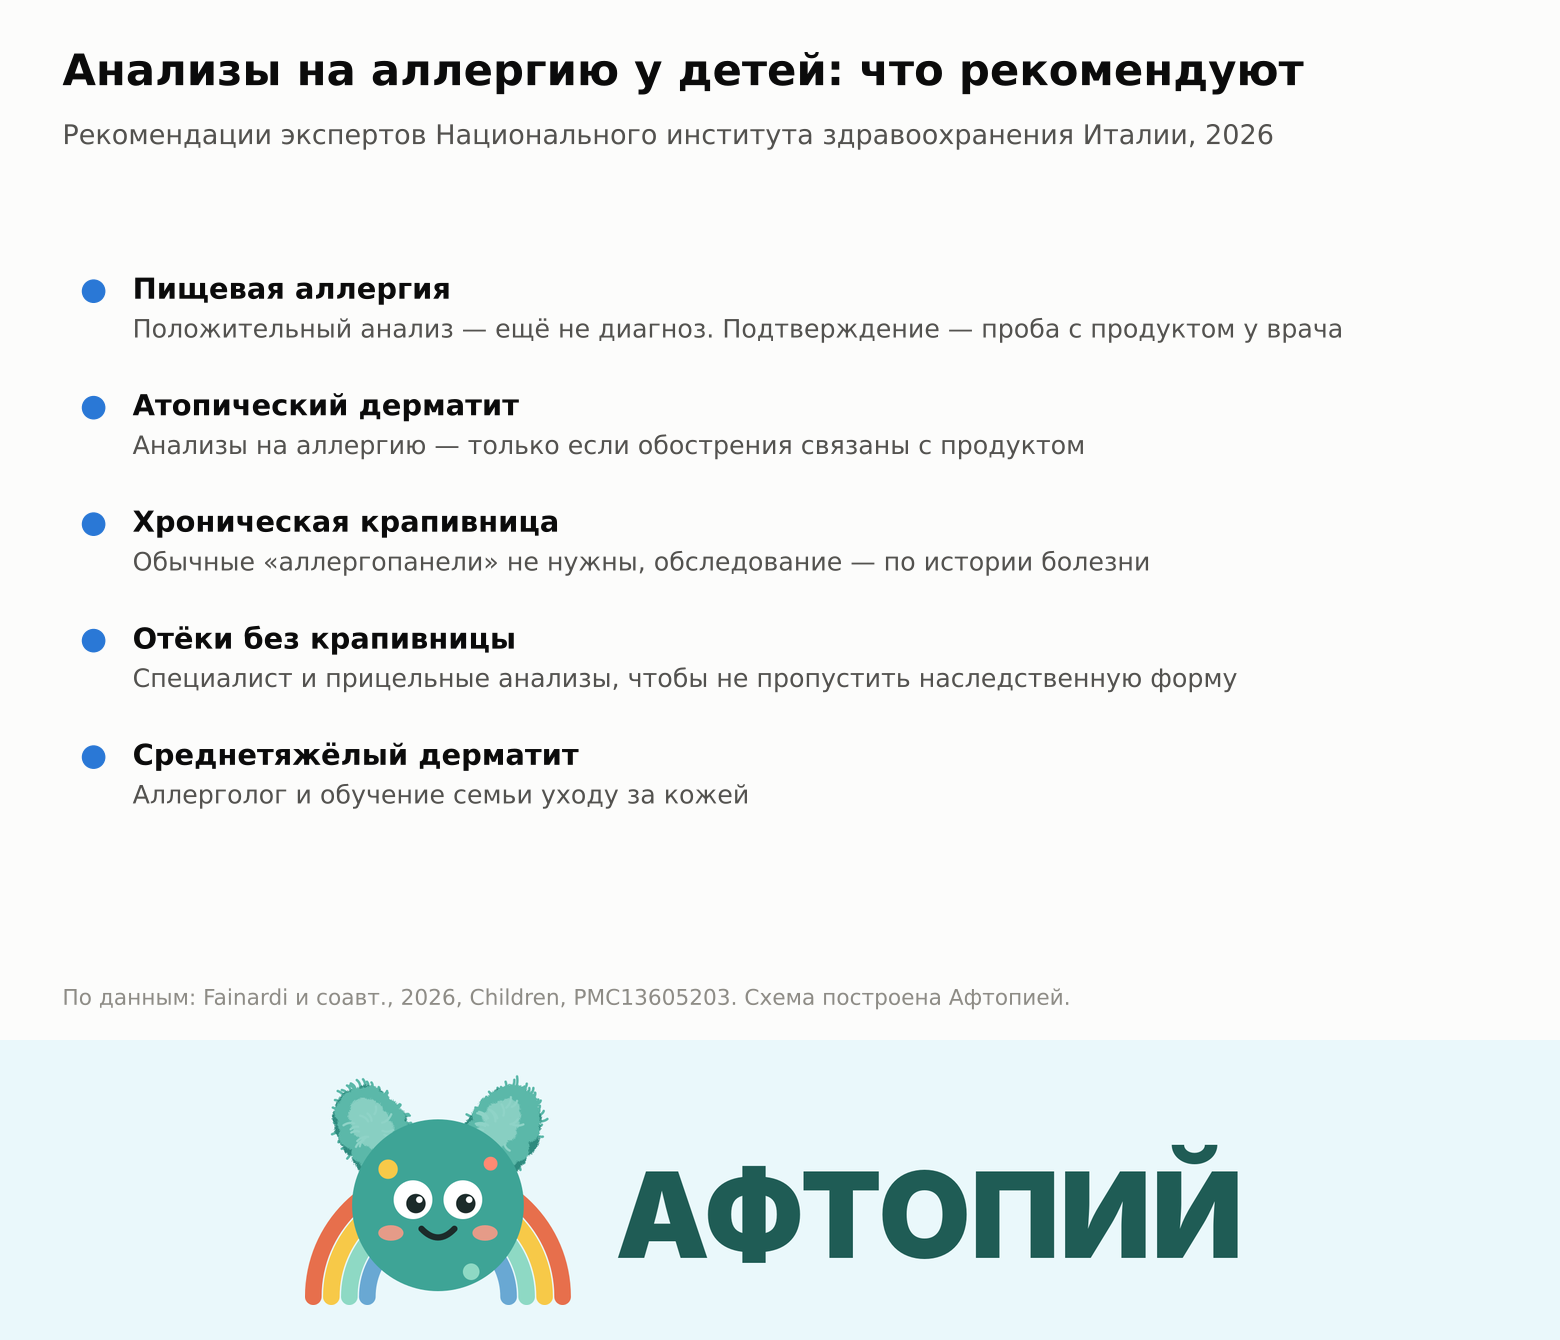 Анализы на аллергию у детей: что рекомендуют
Рекомендации экспертов Национального института здравоохранения Италии, 2026
Пищевая аллергия
Положительный анализ — ещё не диагноз. Подтверждение — проба с продуктом у врача
Атопический дерматит
Анализы на аллергию — только если обострения связаны с продуктом
Хроническая крапивница
Обычные «аллергопанели» не нужны, обследование — по истории болезни
Отёки без крапивницы
Специалист и прицельные анализы, чтобы не пропустить наследственную форму
Среднетяжёлый дерматит
Аллерголог и обучение семьи уходу за кожей
По данным: Fainardi и соавт., 2026, Children, PMC13605203. Схема построена Афтопией.
АФТОПИЙ